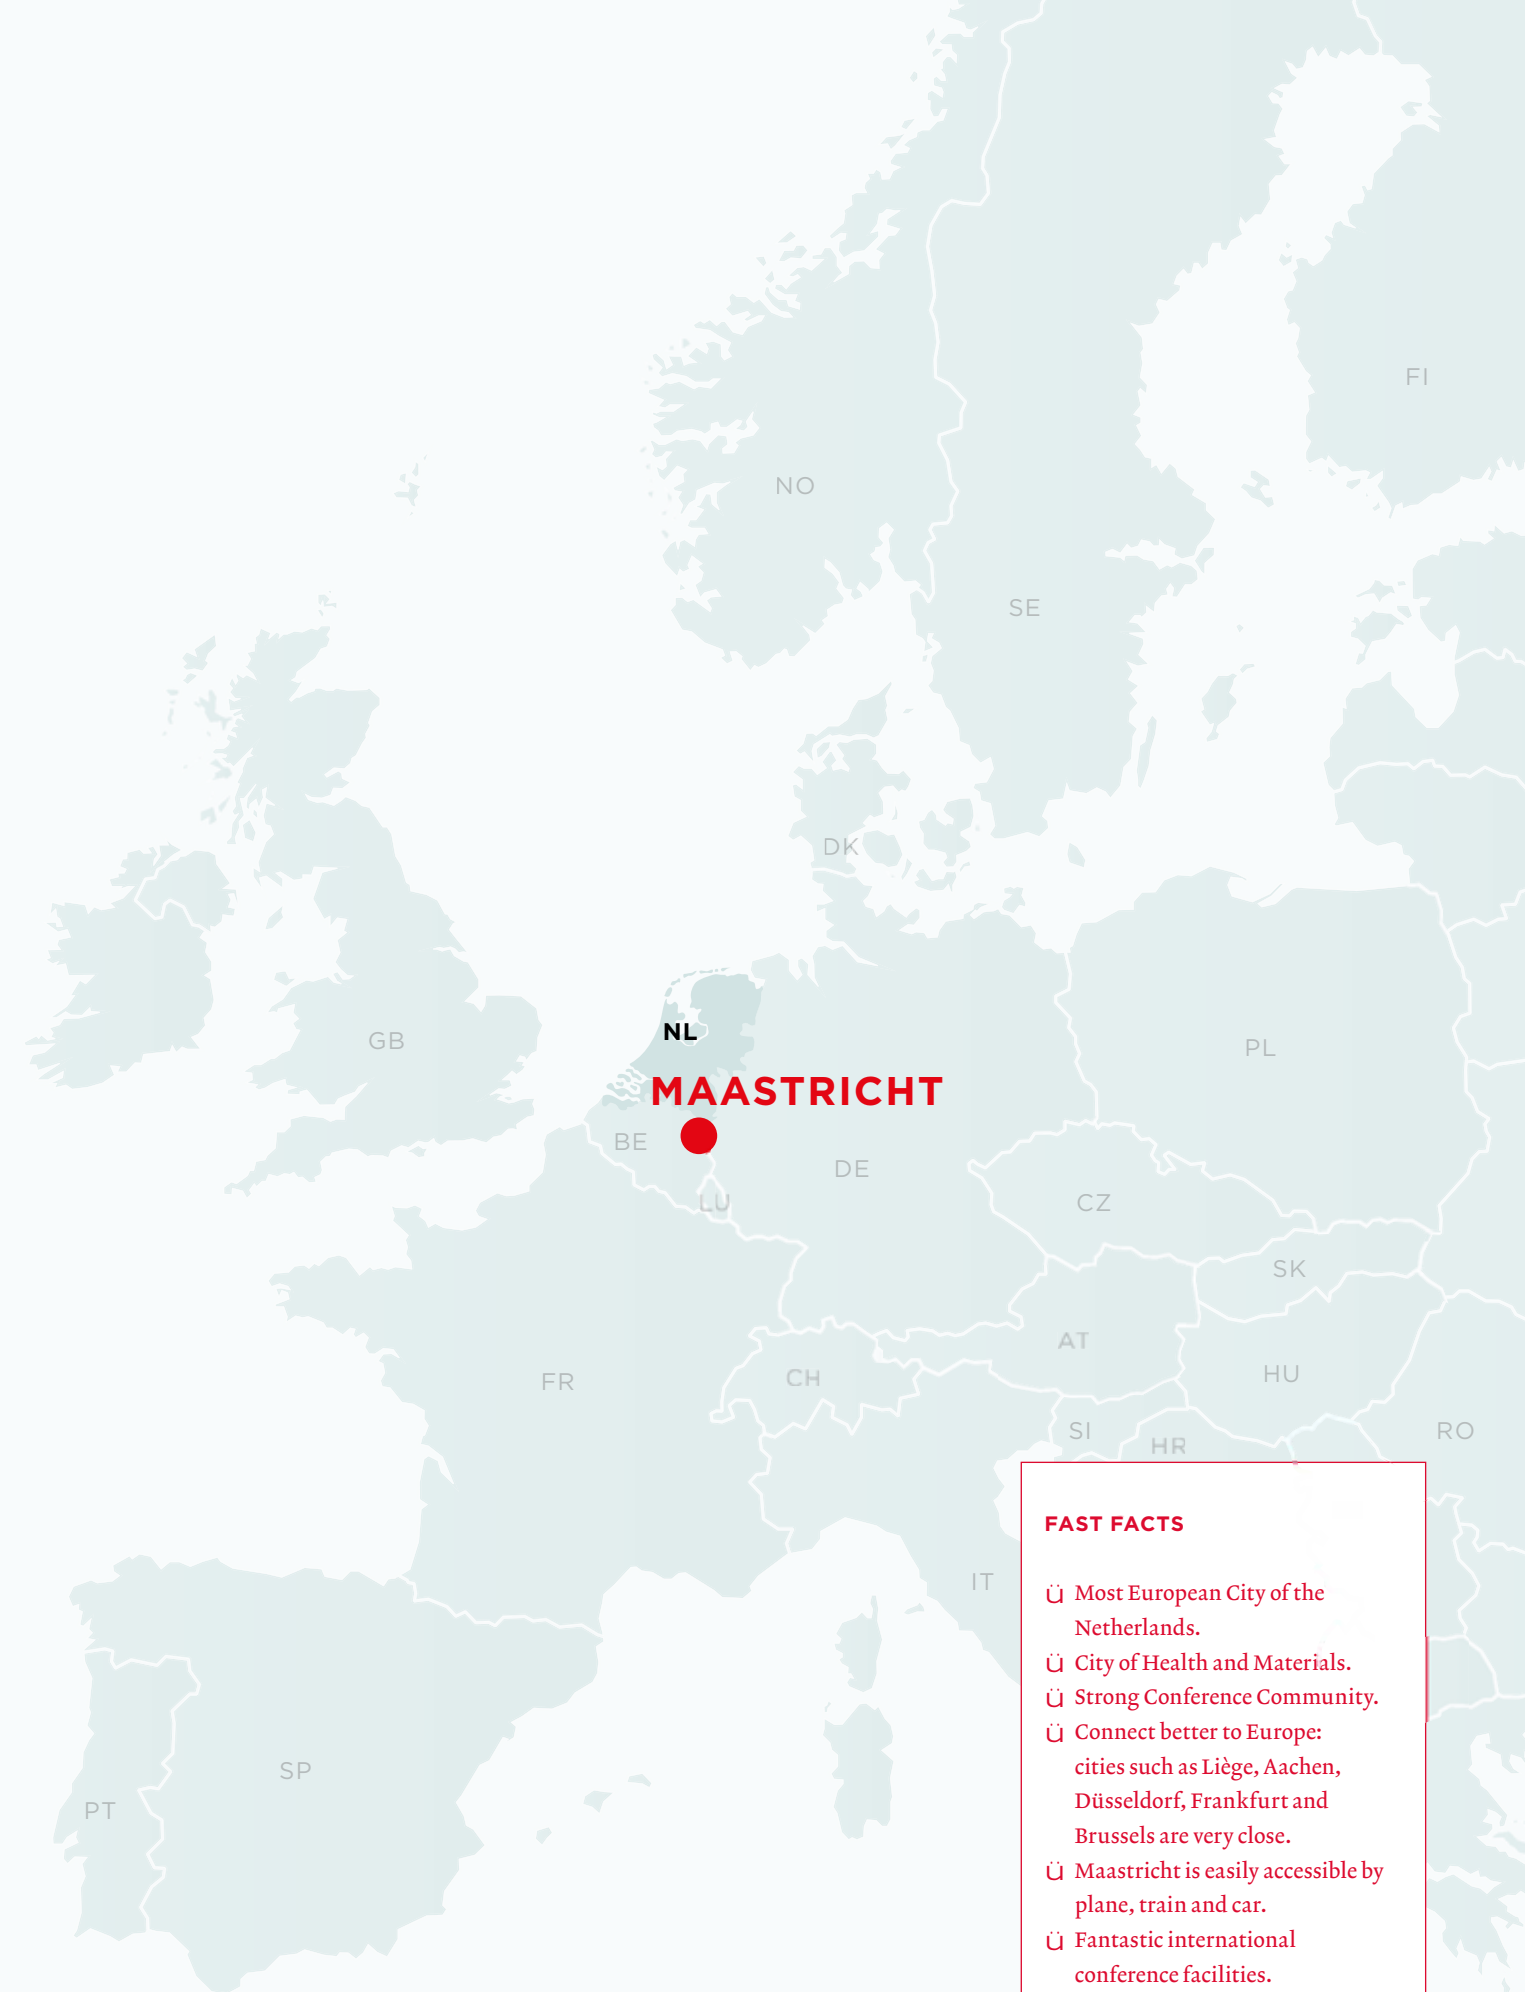 FI
NO
SE
DK
NL
GB
PL
MAASTRICHT
BE
DE
LU
CZ
SK
AT
CH
HU
FR
SI
RO
HR
FAST FACTS
IT
ü Most European City of the
Netherlands.
ü City of Health and Materials.
ü Strong Conference Community.
ü Connect better to Europe:
cities such as Liège, Aachen,
Düsseldorf, Frankfurt and
Brussels are very close.
ü Maastricht is easily accessible by
plane, train and car.
ü Fantastic international
conference facilities.
SP
PT